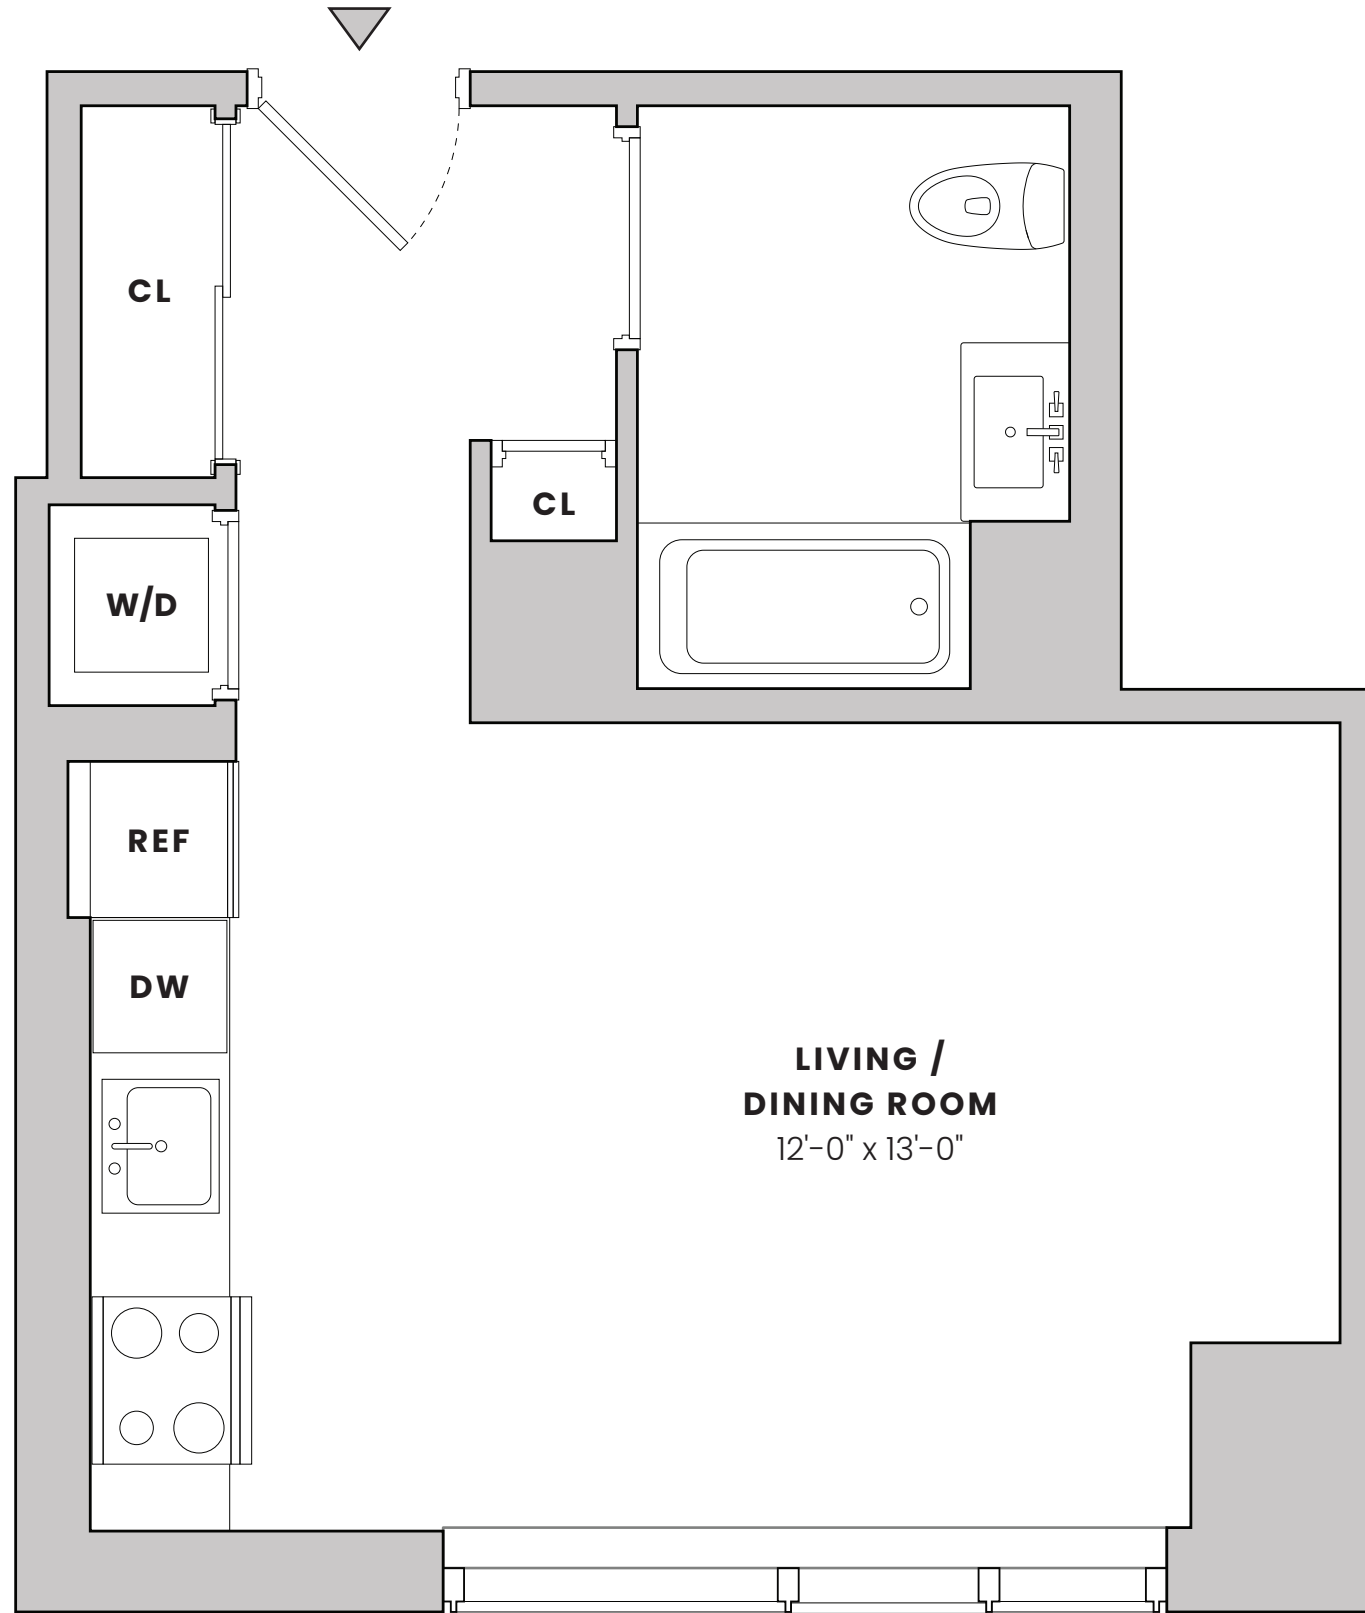 CL
CL
W/D
REF
DW
LIVING /
DINING ROOM
12'-0" x 13'-0"